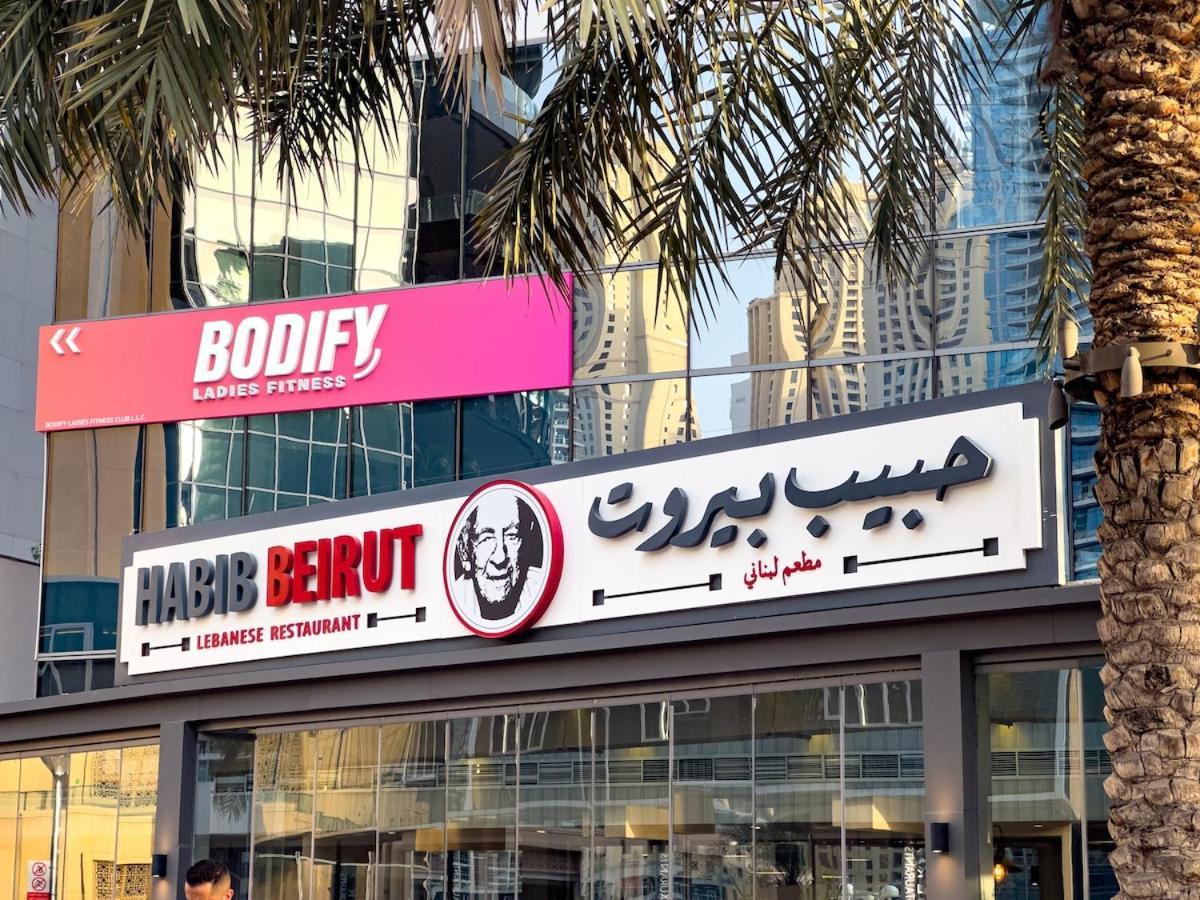 BODIFY
LADIES FITNESS
BODIFY LADIES FITNESS CLUB L.L.C
HABIB BEIRUT
LEBANESE RESTAURANT
حبيب بيروت
مطعم لبناني